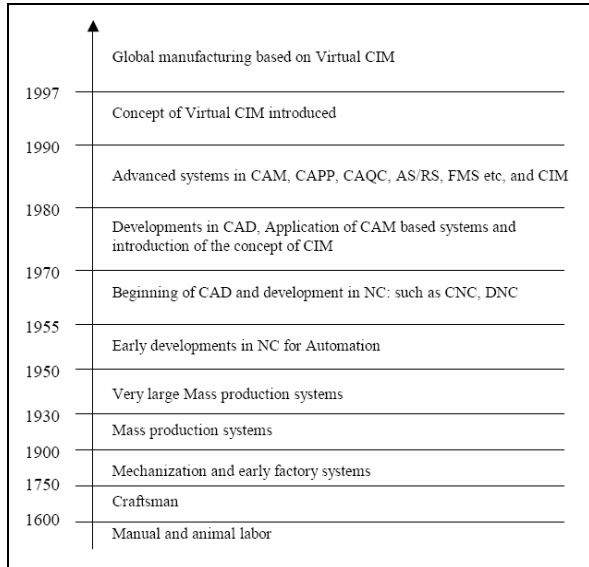 Global manufacturing based on Virtual CIM
1997
Concept of Virtual CIM introduced
1990
Advanced systems in CAM, CAPP, CAQC, AS/RS, FMS etc, and CIM
1980
Developments in CAD, Application of CAM based systems and
introduction of the concept of CIM
1970
Beginning of CAD and development in NC: such as CNC, DNC
1955
Early developments in NC for Automation
1950
Very large Mass production systems
1930
Mass production systems
1900
Mechanization and early factory systems
1750
Craftsman
1600
Manual and animal labor